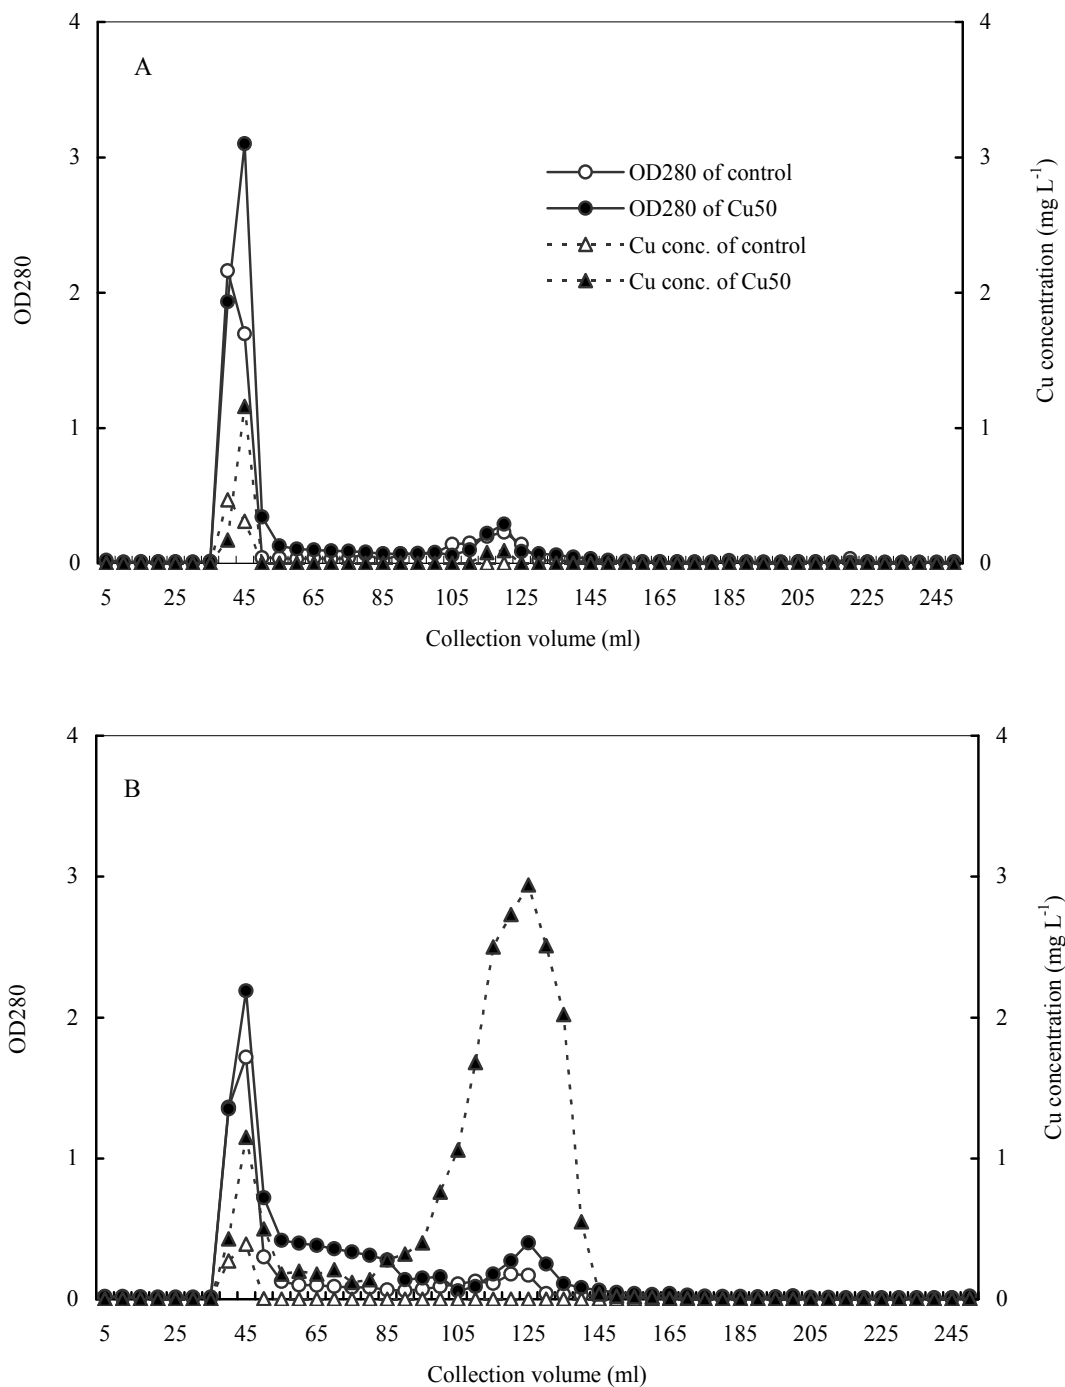 4
4
A
3
3
OD280 of control
OD280 of Cu50
Cu conc. of control
Cu conc. of Cu50
OD280
Cu concentration (mg L⁻¹)
2
2
1
1
0
0
5 25 45 65 85 105 125 145 165 185 205 225 245
Collection volume (ml)
4
4
B
3
3
OD280
Cu concentration (mg L⁻¹)
2
2
1
1
0
0
5 25 45 65 85 105 125 145 165 185 205 225 245
Collection volume (ml)